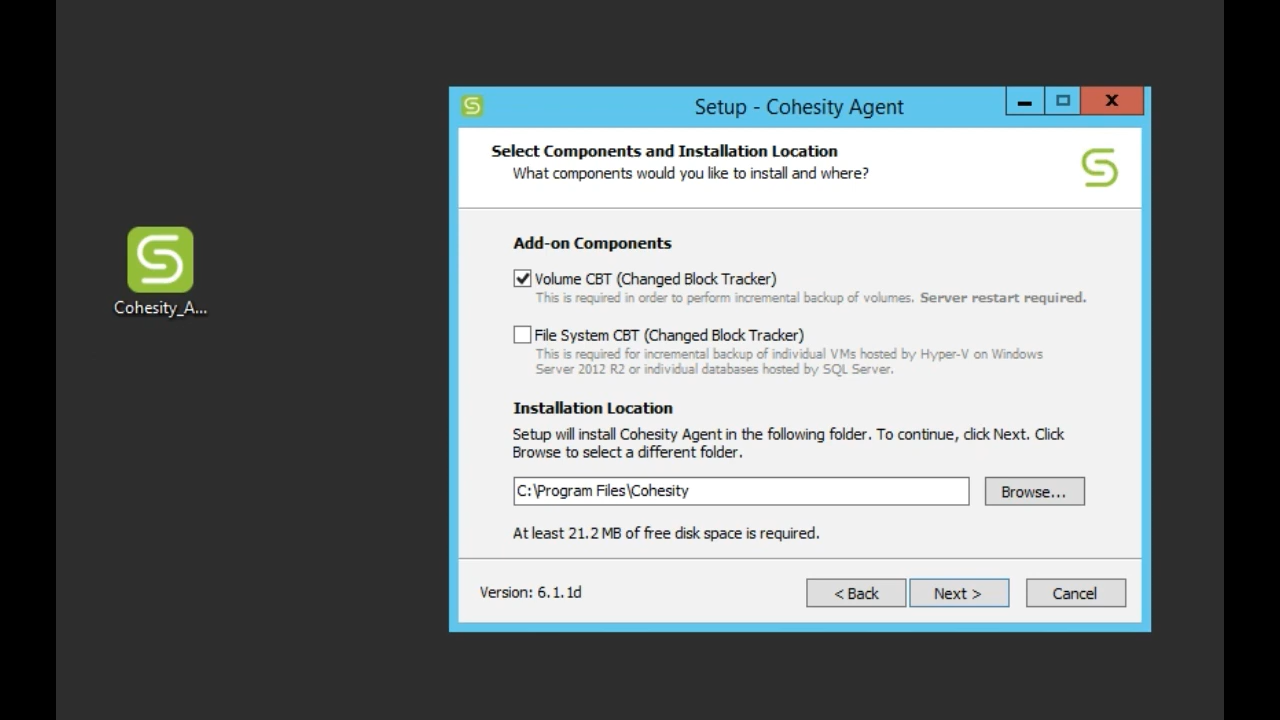 Setup - Cohesity Agent
Select Components and Installation Location
What components would you like to install and where?
Add-on Components
Volume CBT (Changed Block Tracker)
This is required in order to perform incremental backup of volumes. Server restart required.
Cohesity_A...
File System CBT (Changed Block Tracker)
This is required for incremental backup of individual VMs hosted by Hyper-V on Windows
Server 2012 R2 or individual databases hosted by SQL Server.
Installation Location
Setup will install Cohesity Agent in the following folder. To continue, click Next. Click
Browse to select a different folder.
C:\Program Files\Cohesity
Browse...
At least 21.2 MB of free disk space is required.
Version: 6.1.1d
< Back
Next >
Cancel